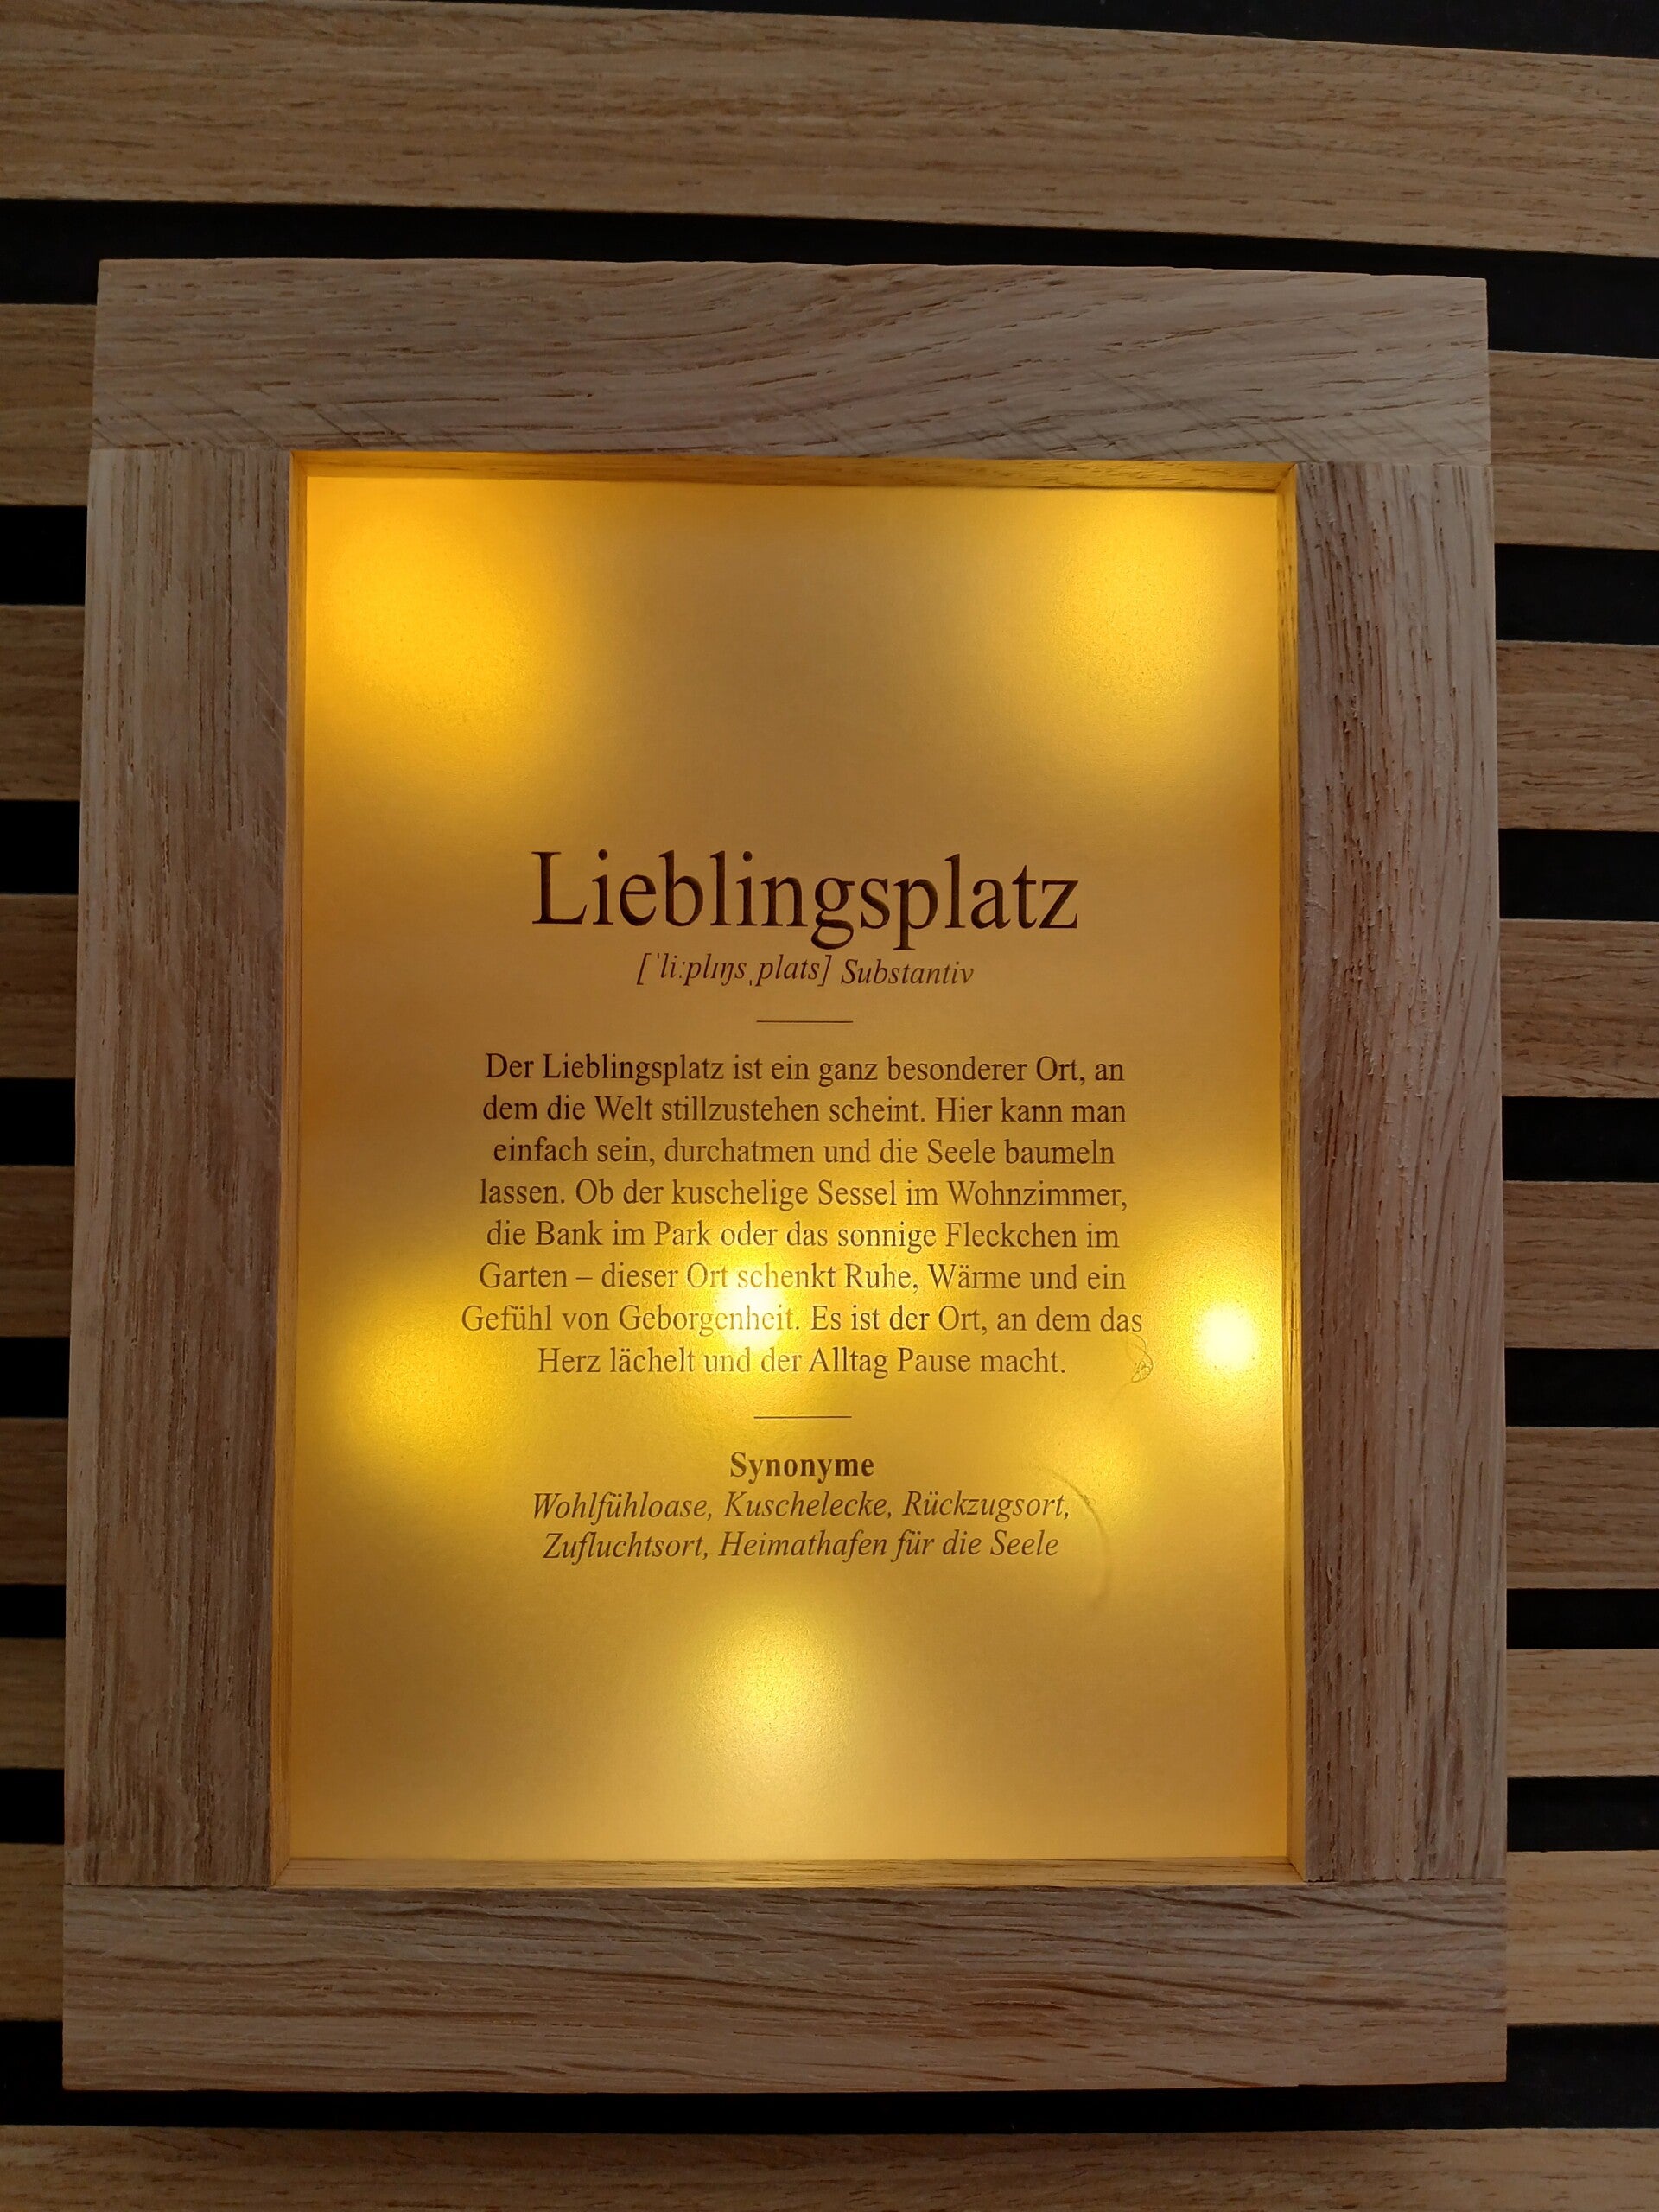 Lieblingsplatz
[ˈliːplɪŋsˌplats] Substantiv
Der Lieblingsplatz ist ein ganz besonderer Ort, an
dem die Welt stillzustehen scheint. Hier kann man
einfach sein, durchatmen und die Seele baumeln
lassen. Ob der kuschelige Sessel im Wohnzimmer,
die Bank im Park oder das sonnige Fleckchen im
Garten – dieser Ort schenkt Ruhe, Wärme und ein
Gefühl von Geborgenheit. Es ist der Ort, an dem das
Herz lächelt und der Alltag Pause macht.
Synonyme
Wohlfühloase, Kuschelecke, Rückzugsort,
Zufluchtsort, Heimathafen für die Seele